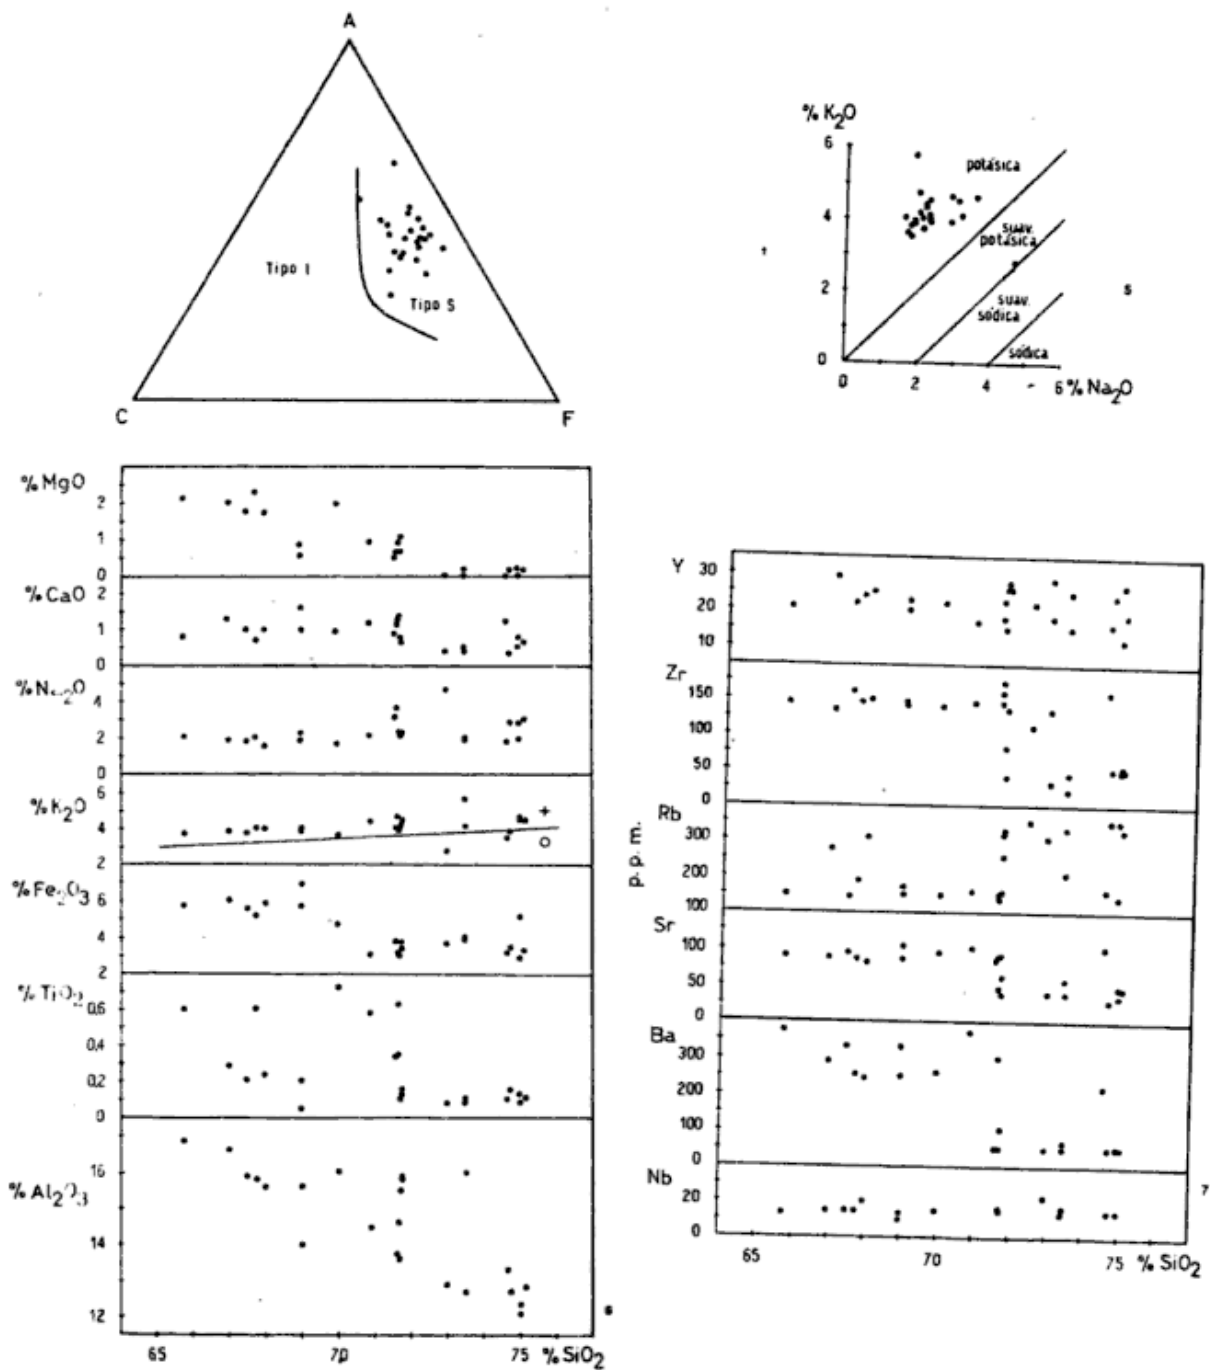 A
Tipo I
Tipo S
C
F
% K2O
6
4
2
0
potásica
suav.
potásica
suav.
sódica
sódica
0
2
4
6 % Na2O
1
5
% MgO
2
1
0
% CaO
2
1
0
% Na2O
4
2
0
% K2O
6
4
2
+
O
% Fe2O3
6
4
2
% TiO2
0,6
0,4
0,2
0
% Al2O3
16
14
12
65
70
75
% SiO2
6
Y
30
20
10
Zr
150
100
50
0
p. p. m.
Rb
300
100
Sr
100
50
0
Ba
300
200
100
0
Nb
20
0
65
70
75
% SiO2
7